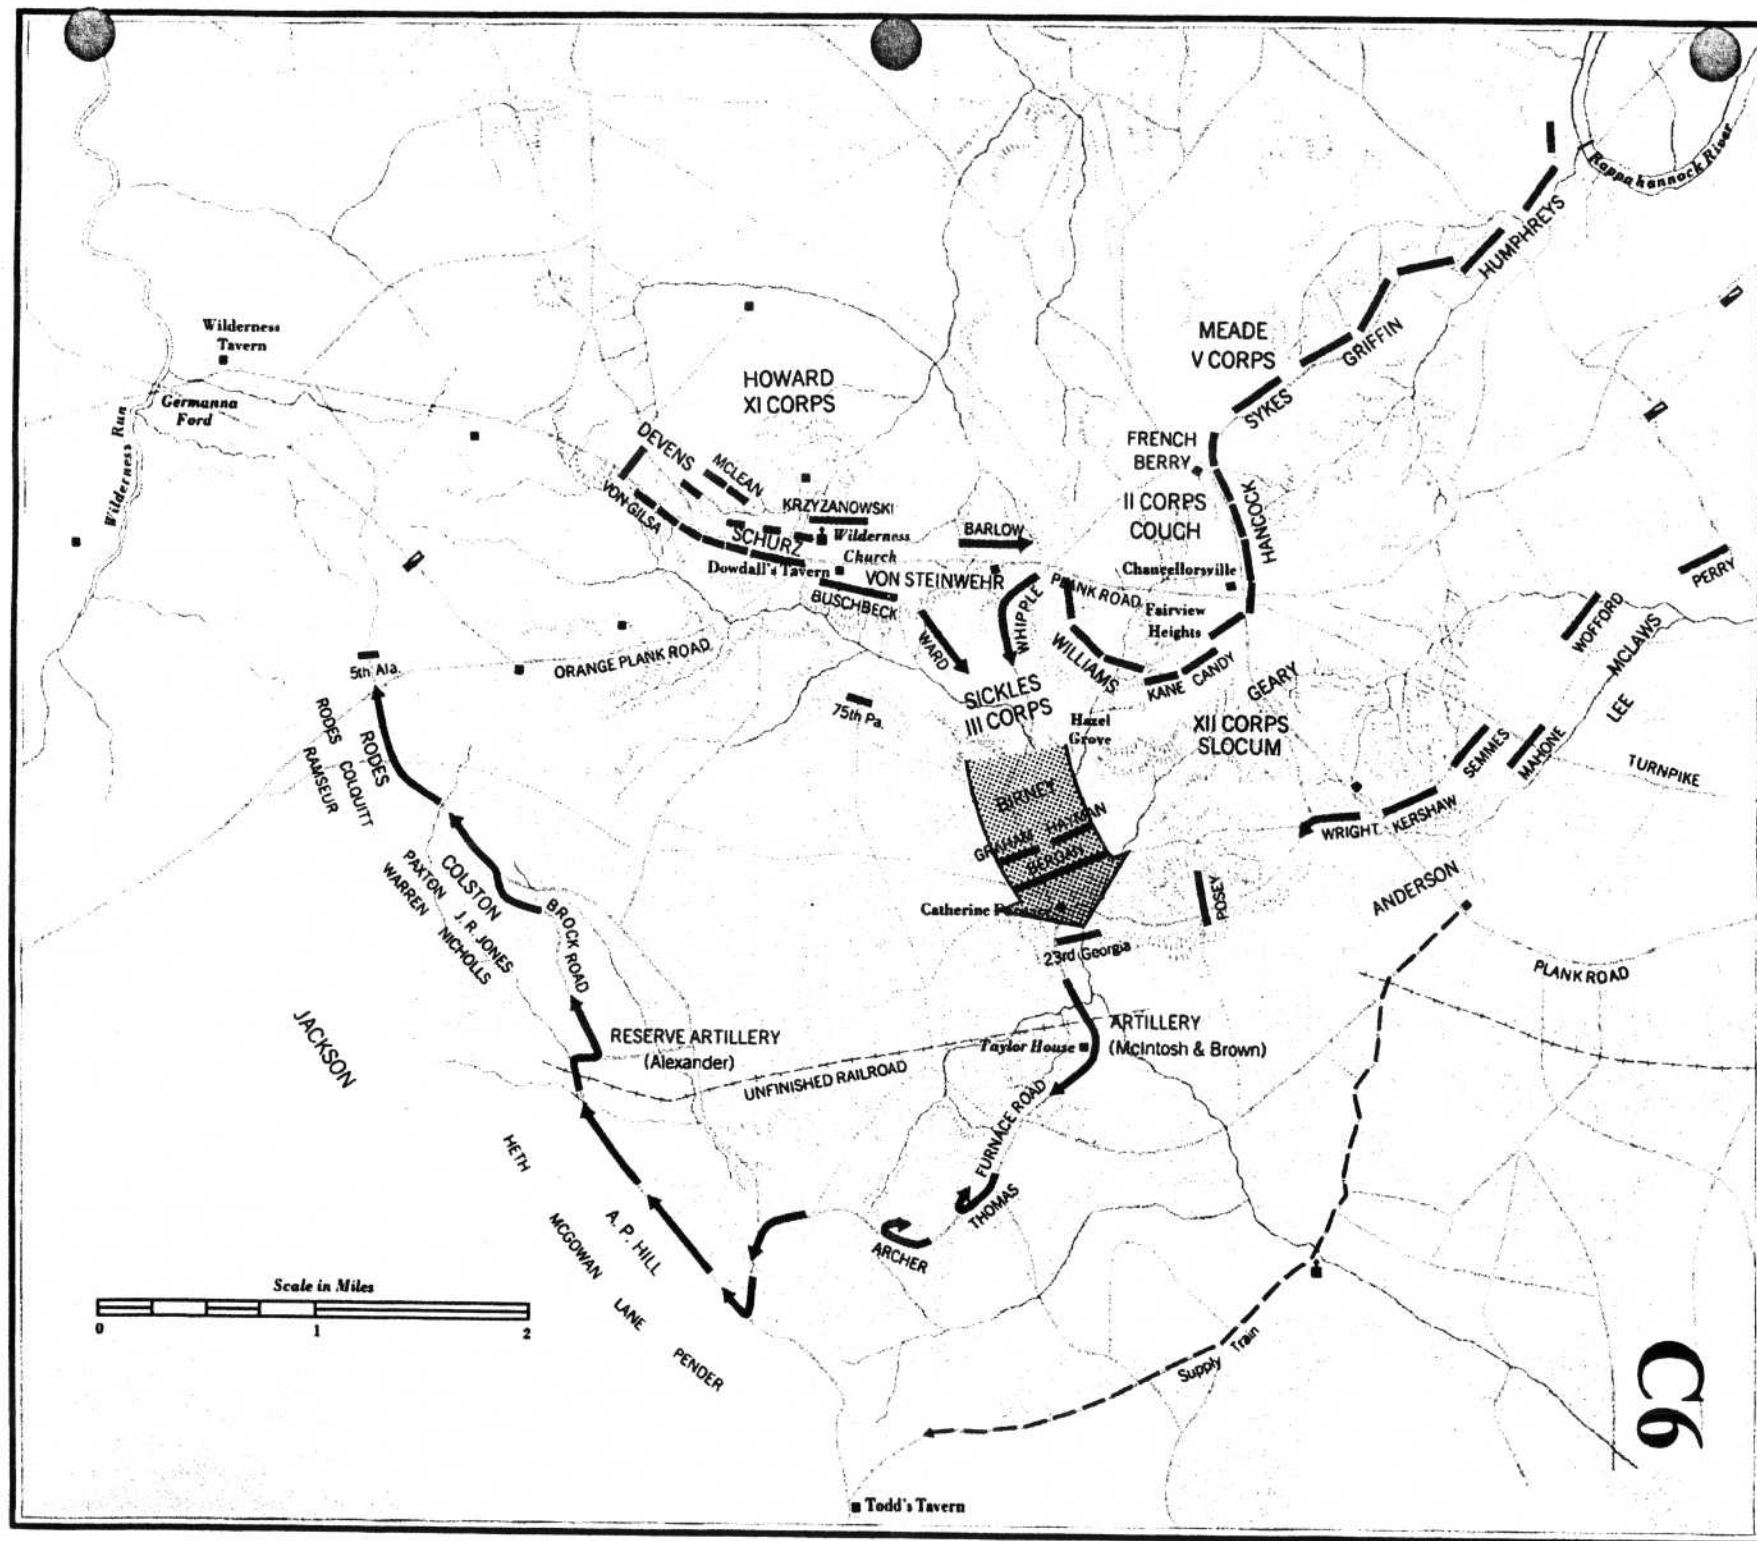 Rappahannock River
HUMPHREYS
Wilderness
Tavern
MEADE
V CORPS
GRIFFIN
HOWARD
XI CORPS
Germanna
Ford
Wilderness Run
SYKES
DEVENS
MCLEAN
FRENCH
BERRY
HANCOCK
II CORPS
COUCH
VON GILSA
KRZYZANOWSKI
SCHURZ
Wilderness
Church
BARLOW
Dowdall's Tavern
VON STEINWEHR
BUSCHBECK
Chancellorsville
PLANK ROAD
Fairview
Heights
WHIPPLE
WARD
WILLIAMS
KANE
CANDY
GEARY
PERRY
WOFFORD
MCLAWS
LEE
5th Ala.
ORANGE PLANK ROAD
75th Pa.
SICKLES
III CORPS
Hazel
Grove
XII CORPS
SLOCUM
SEMMES
MAHONE
TURNPIKE
RODES
RODES
COLQUITT
RAMSEUR
BIRNEY
GRAHAM
HAYMAN
BERDAN
WRIGHT
KERSHAW
COLSTON
PAXTON
J. R. JONES
WARREN
NICHOLLS
BROCK ROAD
Catherine Furnace
POSEY
ANDERSON
23rd Georgia
PLANK ROAD
JACKSON
RESERVE ARTILLERY
(Alexander)
UNFINISHED RAILROAD
Taylor House
ARTILLERY
(McIntosh & Brown)
FURNACE ROAD
HETH
A. P. HILL
MCGOWAN
LANE
PENDER
ARCHER
THOMAS
Scale in Miles
0 1 2
Supply Train
C6
Todd's Tavern